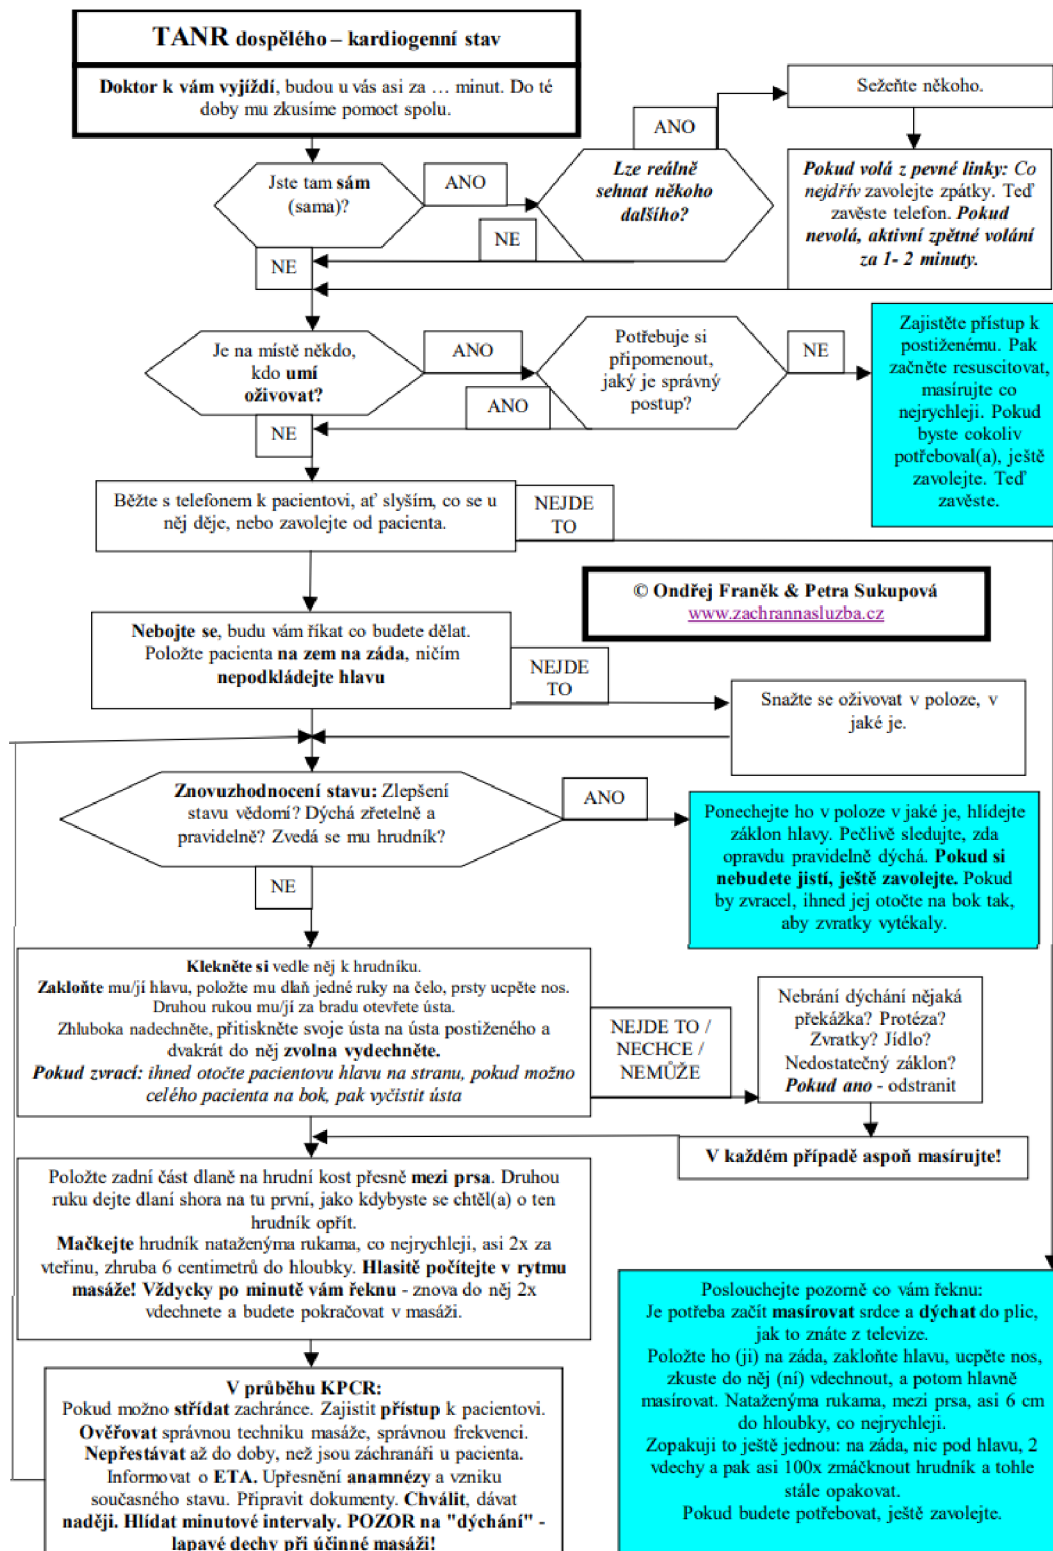 TANR dospělého – kardiogenní stav
Doktor k vám vyjíždí, budou u vás asi za … minut. Do té
doby mu zkusíme pomoct spolu.
Sežeňte někoho.
ANO
Jste tam sám
(sama)?
ANO
Lze reálně
sehnat někoho
dalšího?
Pokud volá z pevné linky: Co
nejdřív zavolejte zpátky. Teď
zavěste telefon. Pokud
nevolá, aktivní zpětné volání
za 1- 2 minuty.
NE
NE
Je na místě někdo,
kdo umí
oživovat?
ANO
Potřebuje si
připomenout,
jaký je správný
postup?
NE
Zajistěte přístup k
postiženému. Pak
začněte resuscitovat,
masírujte co
nejrychleji. Pokud
byste cokoliv
potřeboval(a), ještě
zavolejte. Teď
zavěste.
ANO
NE
Běžte s telefonem k pacientovi, ať slyším, co se u
něj děje, nebo zavolejte od pacienta.
NEJDE
TO
© Ondřej Franěk & Petra Sukupová
www.zachrannasluzba.cz
Nebojte se, budu vám říkat co budete dělat.
Položte pacienta na zem na záda, ničím
nepodkládejte hlavu
NEJDE
TO
Snažte se oživovat v poloze, v
jaké je.
Znovuzhodnocení stavu: Zlepšení
stavu vědomí? Dýchá zřetelně a
pravidelně? Zvedá se mu hrudník?
ANO
Ponechejte ho v poloze v jaké je, hlídejte
záklon hlavy. Pečlivě sledujte, zda
opravdu pravidelně dýchá. Pokud si
nebudete jistí, ještě zavolejte. Pokud
by zvracel, ihned jej otočte na bok tak,
aby zvratky vytékaly.
NE
Klekněte si vedle něj k hrudníku.
Zakloňte mu/jí hlavu, položte mu dlaň jedné ruky na čelo, prsty ucpěte nos.
Druhou rukou mu/jí za bradu otevřete ústa.
Zhluboka nadechněte, přitiskněte svoje ústa na ústa postiženého a
dvakrát do něj zvolna vydechněte.
Pokud zvrací: ihned otočte pacientovu hlavu na stranu, pokud možno
celého pacienta na bok, pak vyčistit ústa
NEJDE TO /
NECHCE /
NEMŮŽE
Nebrání dýchání nějaká
překážka? Protéza?
Zvratky? Jídlo?
Nedostatečný záklon?
Pokud ano - odstranit
V každém případě aspoň masírujte!
Položte zadní část dlaně na hrudní kost přesně mezi prsa. Druhou
ruku dejte dlaní shora na tu první, jako kdybyste se chtěl(a) o ten
hrudník opřít.
Mačkejte hrudník nataženýma rukama, co nejrychleji, asi 2x za
vteřinu, zhruba 6 centimetrů do hloubky. Hlasitě počítejte v rytmu
masáže! Vždycky po minutě vám řeknu - znova do něj 2x
vdechnete a budete pokračovat v masáži.
Poslouchejte pozorně co vám řeknu:
Je potřeba začít masírovat srdce a dýchat do plic,
jak to znáte z televize.
Položte ho (ji) na záda, zakloňte hlavu, ucpěte nos,
zkuste do něj (ní) vdechnout, a potom hlavně
masírovat. Nataženýma rukama, mezi prsa, asi 6 cm
do hloubky, co nejrychleji.
Zopakuji to ještě jednou: na záda, nic pod hlavu, 2
vdechy a pak asi 100x zmáčknout hrudník a tohle
stále opakovat.
Pokud budete potřebovat, ještě zavolejte.
V průběhu KPCR:
Pokud možno střídat zachránce. Zajistit přístup k pacientovi.
Ověřovat správnou techniku masáže, správnou frekvenci.
Nepřestávat až do doby, než jsou záchranáři u pacienta.
Informovat o ETA. Upřesnění anamnézy a vzniku
současného stavu. Připravit dokumenty. Chválit, dávat
naději. Hlídat minutové intervaly. POZOR na "dýchání" -
lapavé dechy při účinné masáži!